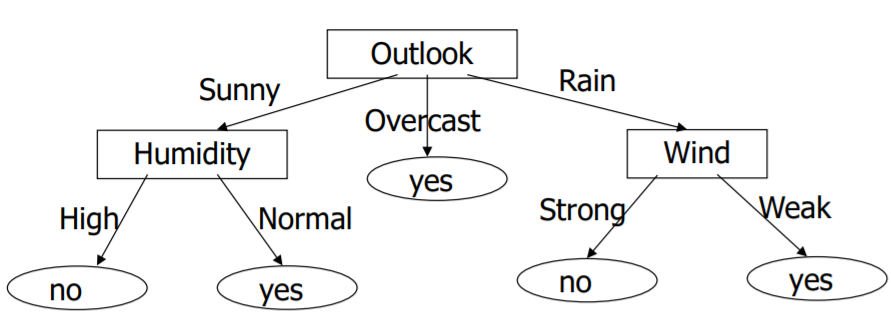 Outlook
Sunny
Overcast
Rain
Humidity
yes
Wind
High
Normal
Strong
Weak
no
yes
no
yes